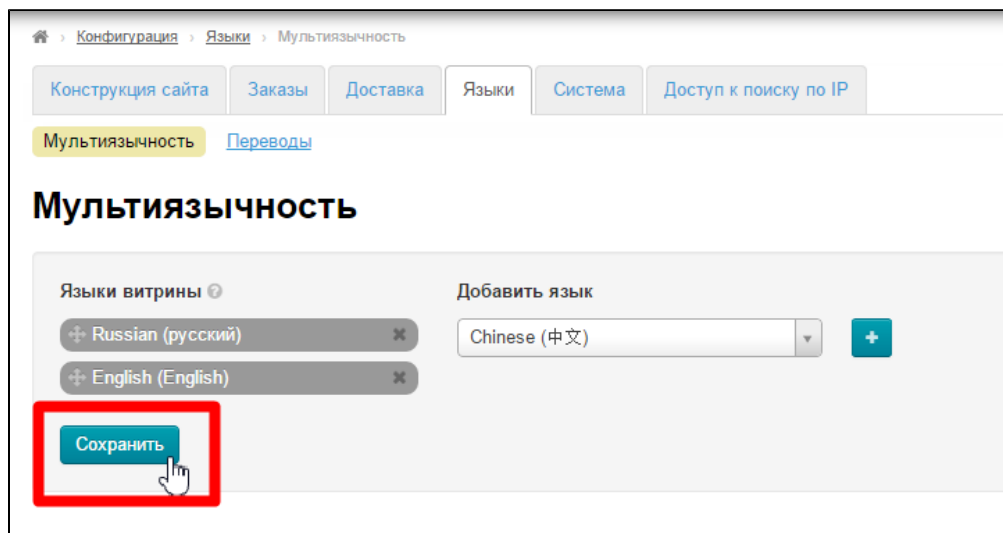 Конфигурация › Языки › Мультиязычность
Конструкция сайта Заказы Доставка Языки Система Доступ к поиску по IP
Мультиязычность Переводы
Мультиязычность
Языки витрины ? Добавить язык
Russian (русский) Chinese (中文) +
English (English)
Сохранить